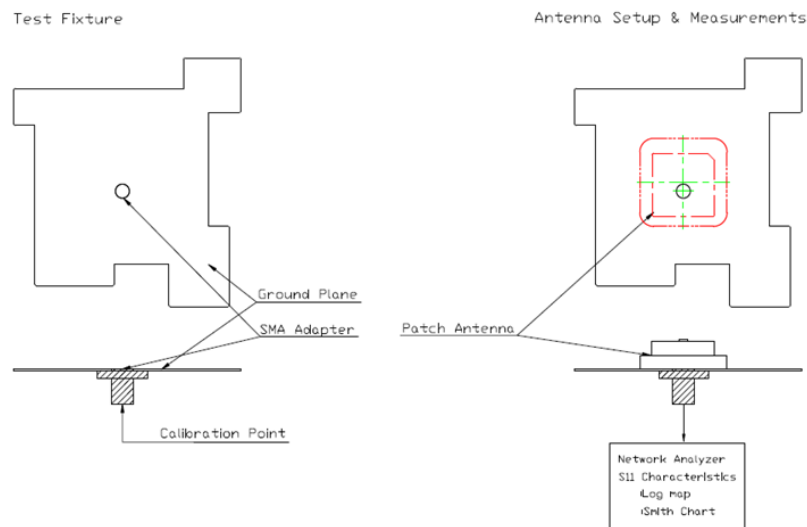 Test Fixture
Antenna Setup & Measurements
Ground Plane
SMA Adapter
Patch Antenna
Calibration Point
Network Analyzer
S11 Characteristics
Log map
Smith Chart